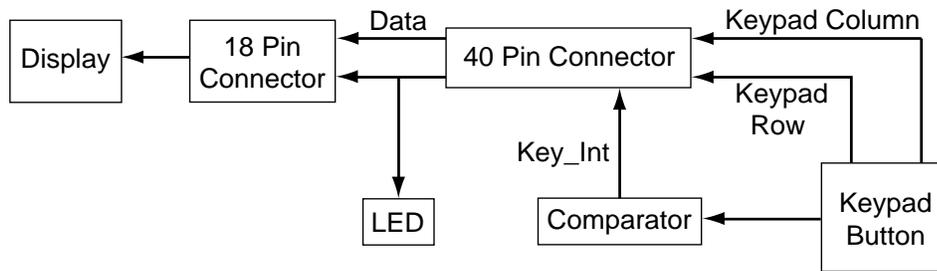 Display
18 Pin
Connector
Data
40 Pin Connector
Keypad Column
Keypad
Row
Key_Int
LED
Comparator
Keypad
Button